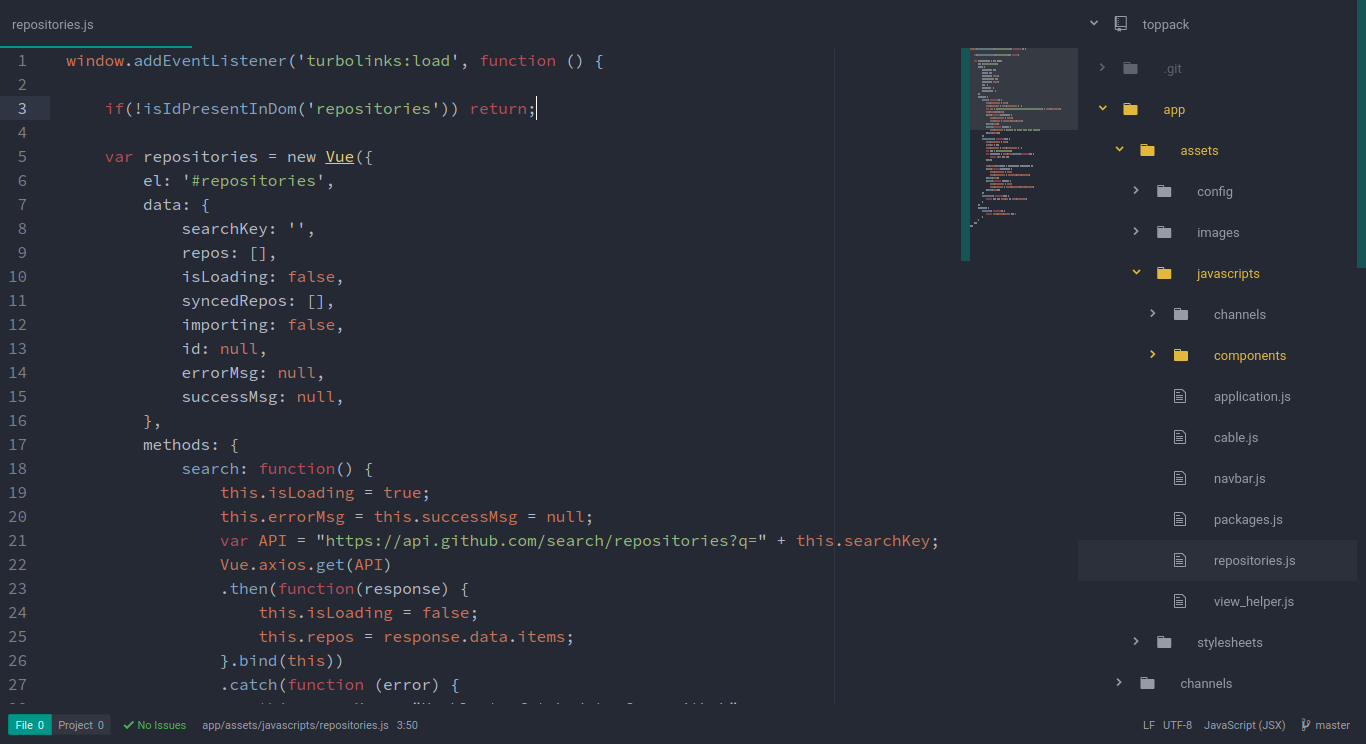 repositories.js
1 window.addEventListener('turbolinks:load', function () {
2
3 if(!isIdPresentInDom('repositories')) return;
4
5 var repositories = new Vue({
6 el: '#repositories',
7 data: {
8 searchKey: '',
9 repos: [],
10 isLoading: false,
11 syncedRepos: [],
12 importing: false,
13 id: null,
14 errorMsg: null,
15 successMsg: null,
16 },
17 methods: {
18 search: function() {
19 this.isLoading = true;
20 this.errorMsg = this.successMsg = null;
21 var API = "https://api.github.com/search/repositories?q=" + this.searchKey;
22 Vue.axios.get(API)
23 .then(function(response) {
24 this.isLoading = false;
25 this.repos = response.data.items;
26 }.bind(this))
27 .catch(function (error) {
toppack
.git
app
assets
config
images
javascripts
channels
components
application.js
cable.js
navbar.js
packages.js
repositories.js
view_helper.js
stylesheets
channels
File 0 Project 0 No Issues app/assets/javascripts/repositories.js 3:50 LF UTF-8 JavaScript (JSX) master